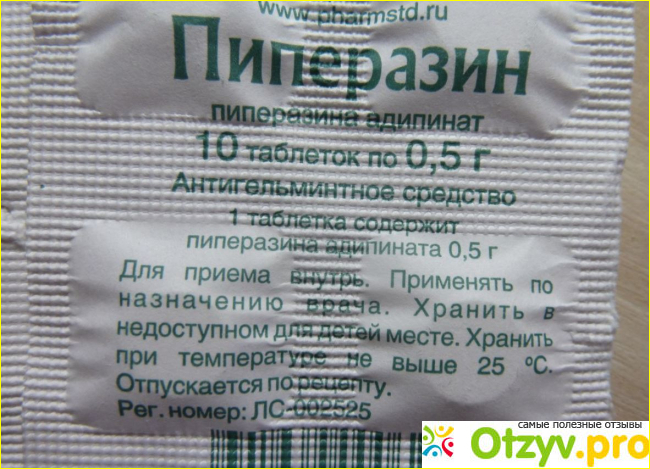 www.pharmstd.ru
Пиперазин
пиперазина адипинат
10 таблеток по 0,5 г
Антигельминтное средство
1 таблетка содержит
пиперазина адипината 0,5 г
Для приема внутрь. Применять по
назначению врача. Хранить в
недоступном для детей месте. Хранить
при температуре не выше 25 °С.
Отпускается по рецепту.
Рег. номер: ЛС-002525
самые полезные отзывы
Otzyv.pro